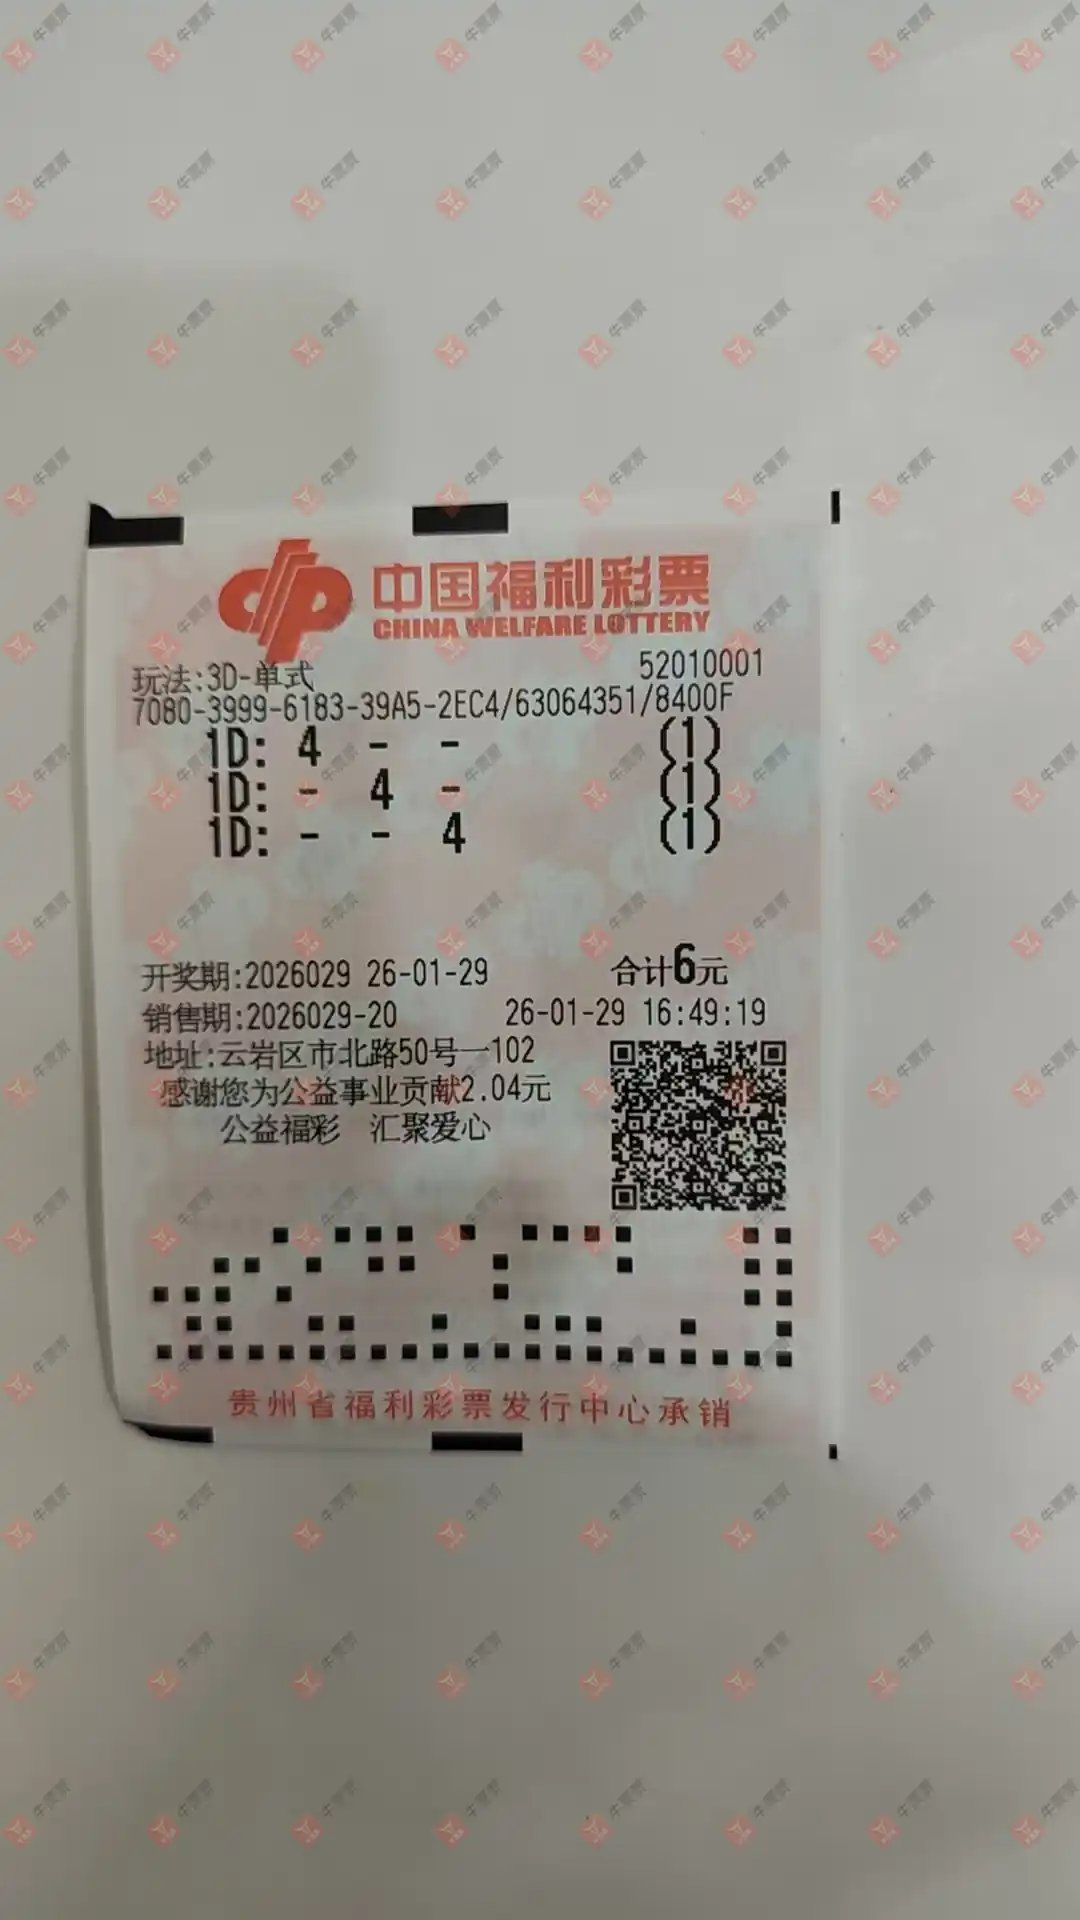 中国福利彩票
CHINA WELFARE LOTTERY
玩法:3D-单式 52010001
7080-3999-6183-39A5-2EC4/63064351/8400F
1D: 4 - - (1)
1D: - 4 - (1)
1D: - - 4 (1)
开奖期:2026029 26-01-29 合计6元
销售期:2026029-20 26-01-29 16:49:19
地址:云岩区市北路50号一102
感谢您为公益事业贡献2.04元
公益福彩 汇聚爱心
贵州省福利彩票发行中心承销